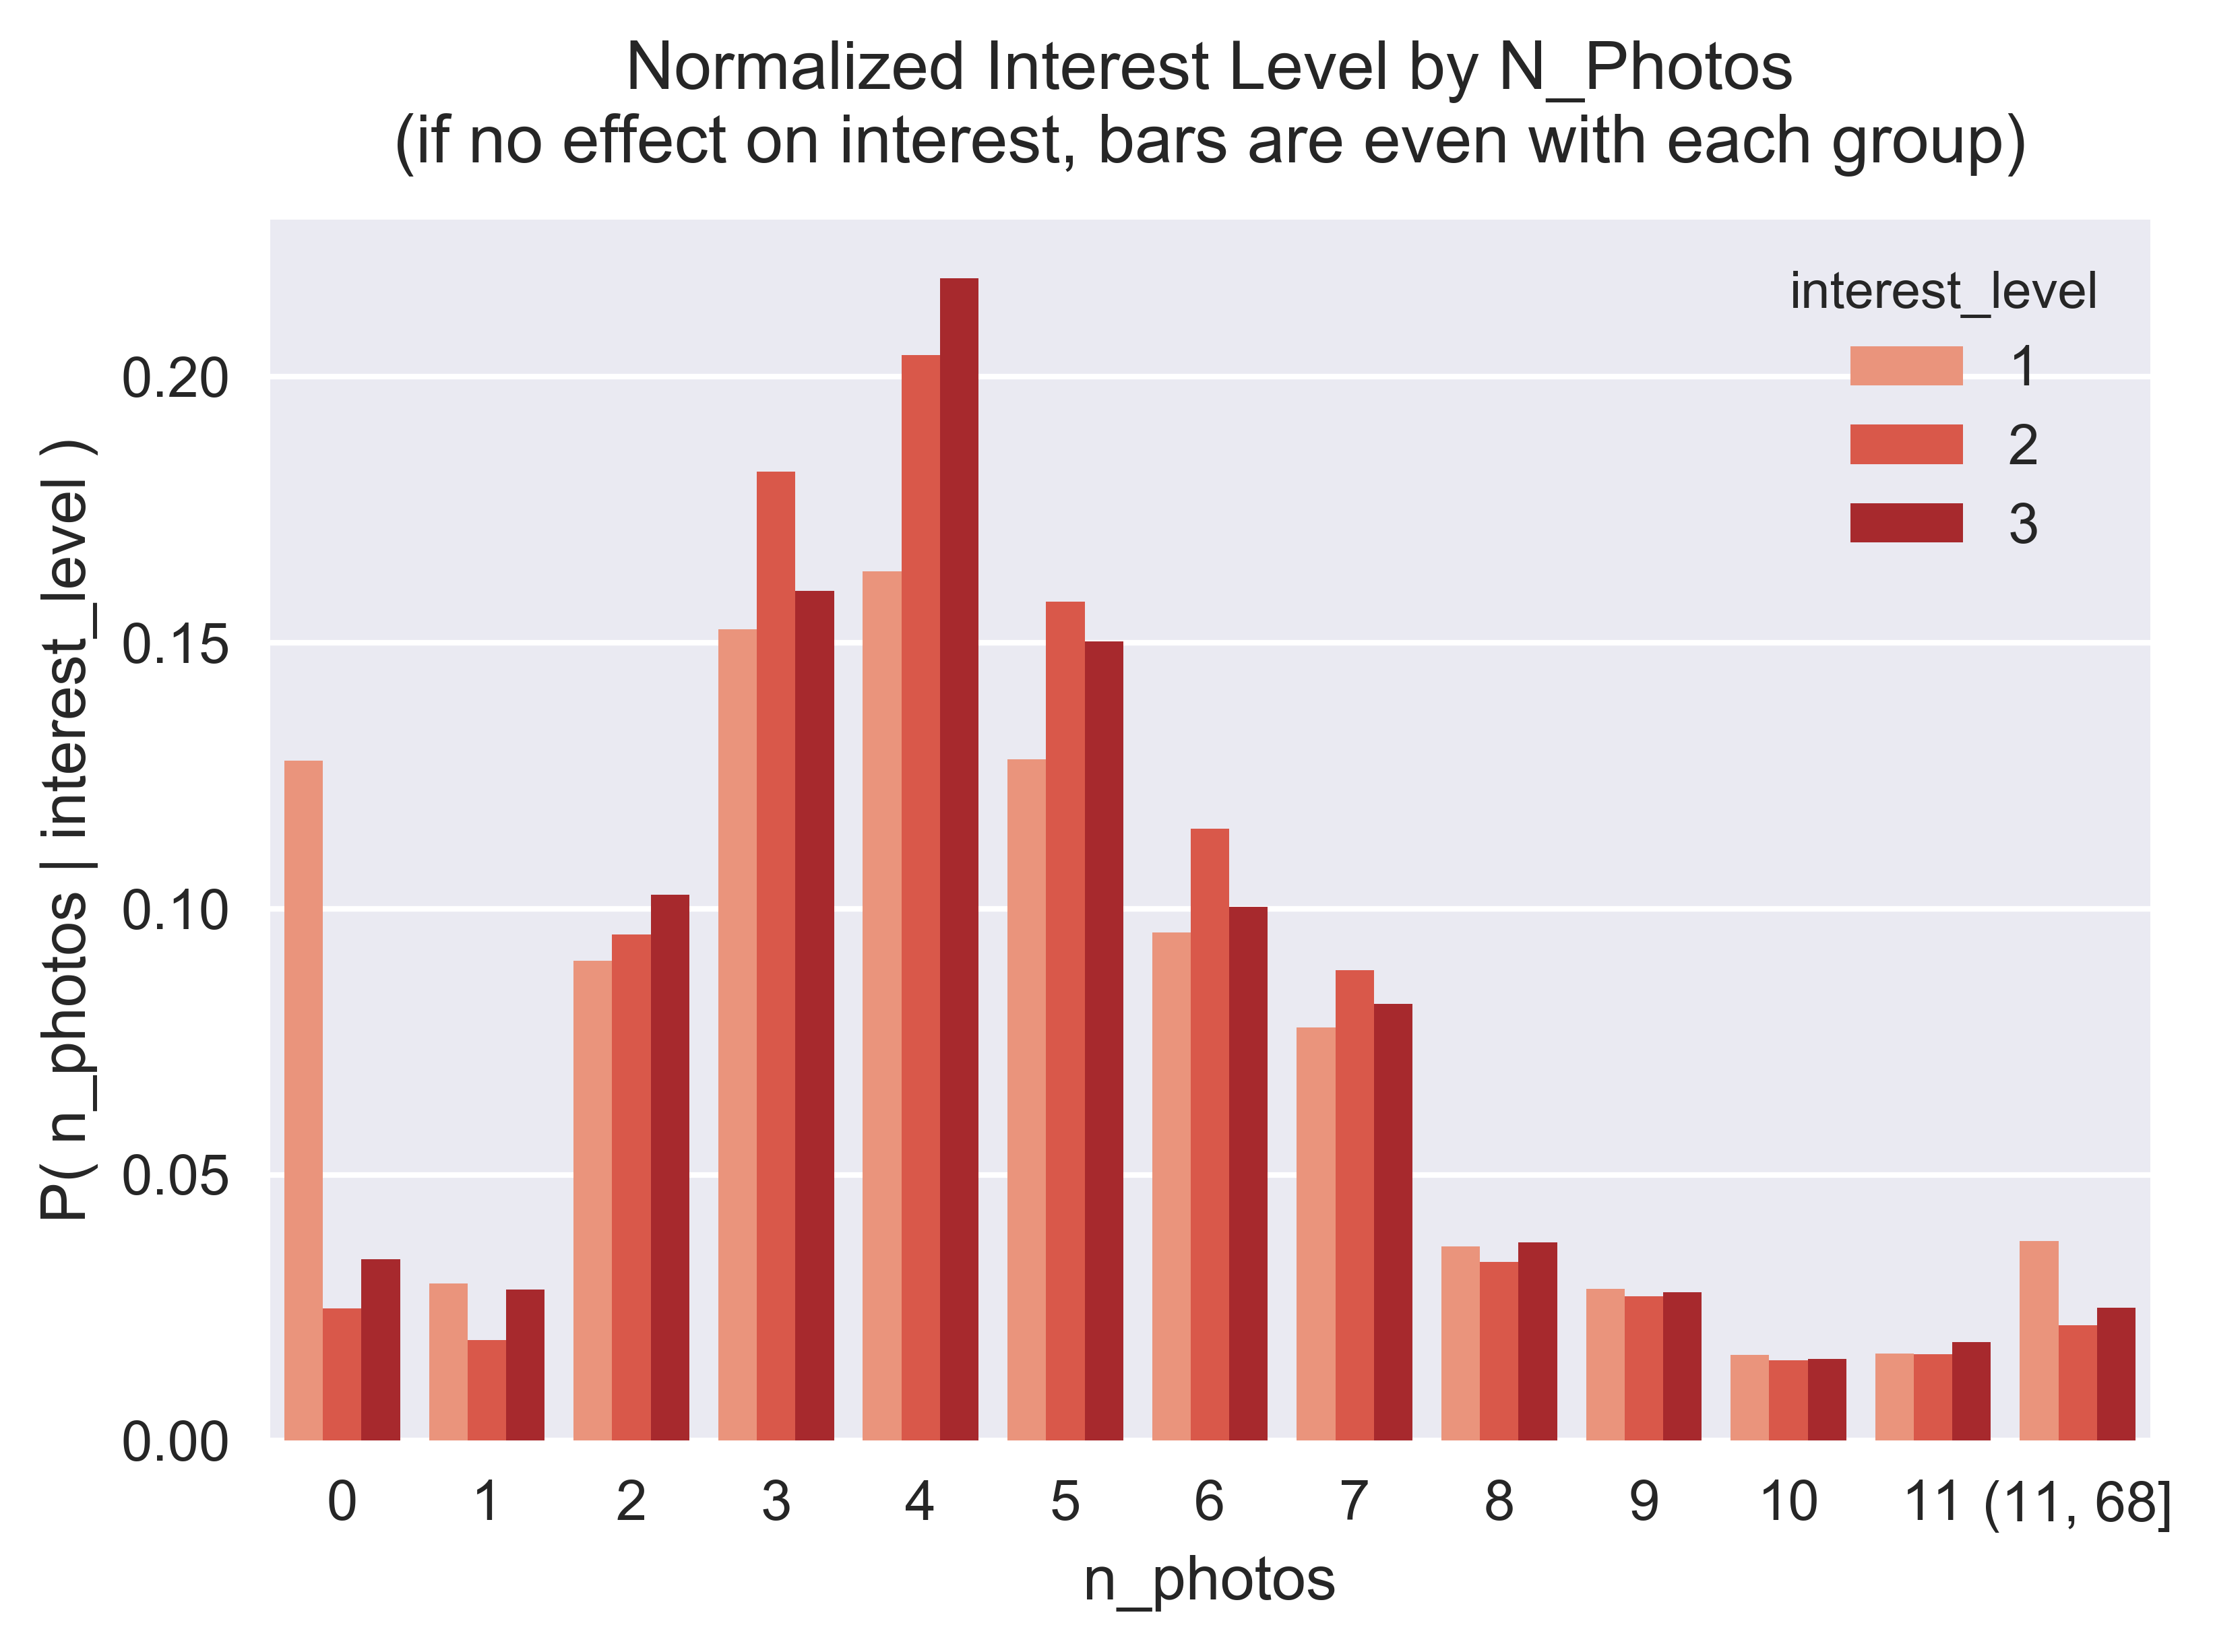 Normalized Interest Level by N_Photos
(if no effect on interest, bars are even with each group)
interest_level
1
2
3
P( n_photos | interest_level )
0.20
0.15
0.10
0.05
0.00
0 1 2 3 4 5 6 7 8 9 10 11 (11, 68]
n_photos